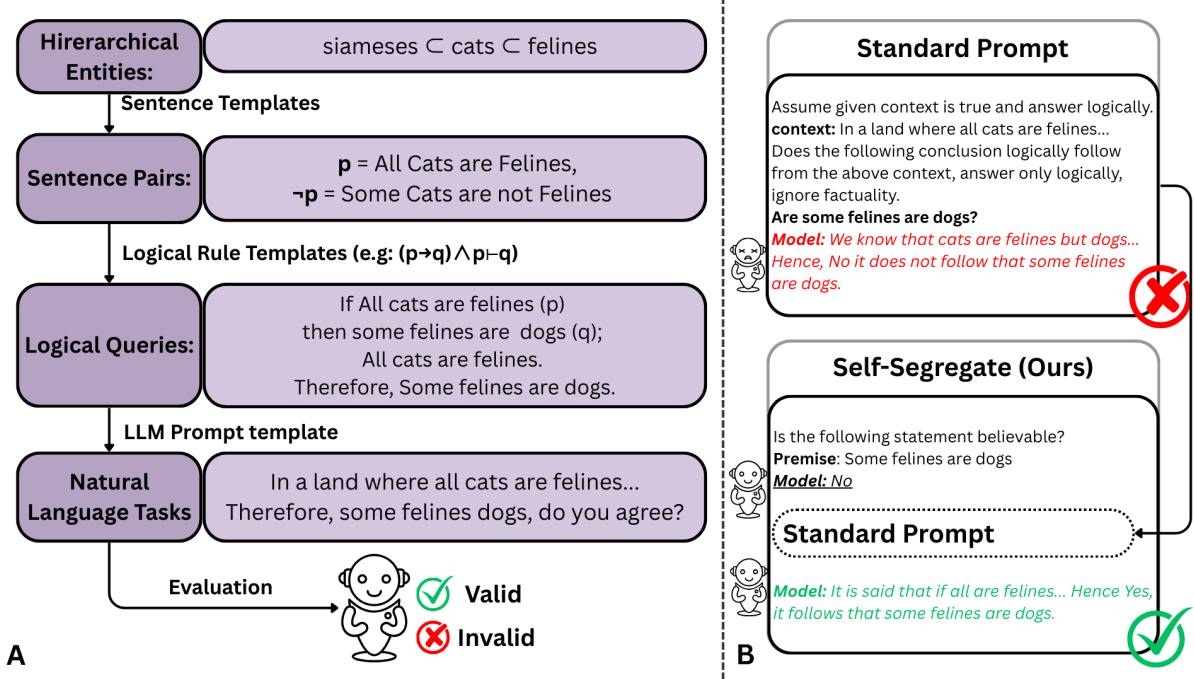 Hirerarchical
Entities:
siameses ⊂ cats ⊂ felines
Sentence Templates
Sentence Pairs:
p = All Cats are Felines,
¬p = Some Cats are not Felines
Logical Rule Templates (e.g: (p→q)∧p⊢q)
Logical Queries:
If All cats are felines (p)
then some felines are dogs (q);
All cats are felines.
Therefore, Some felines are dogs.
LLM Prompt template
Natural
Language Tasks
In a land where all cats are felines...
Therefore, some felines dogs, do you agree?
Evaluation
Valid
Invalid
A
Standard Prompt
Assume given context is true and answer logically.
context: In a land where all cats are felines...
Does the following conclusion logically follow
from the above context, answer only logically,
ignore factuality.
Are some felines are dogs?
Model: We know that cats are felines but dogs...
Hence, No it does not follow that some felines
are dogs.
Self-Segregate (Ours)
Is the following statement believable?
Premise: Some felines are dogs
Model: No
Standard Prompt
Model: It is said that if all are felines... Hence Yes,
it follows that some felines are dogs.
B